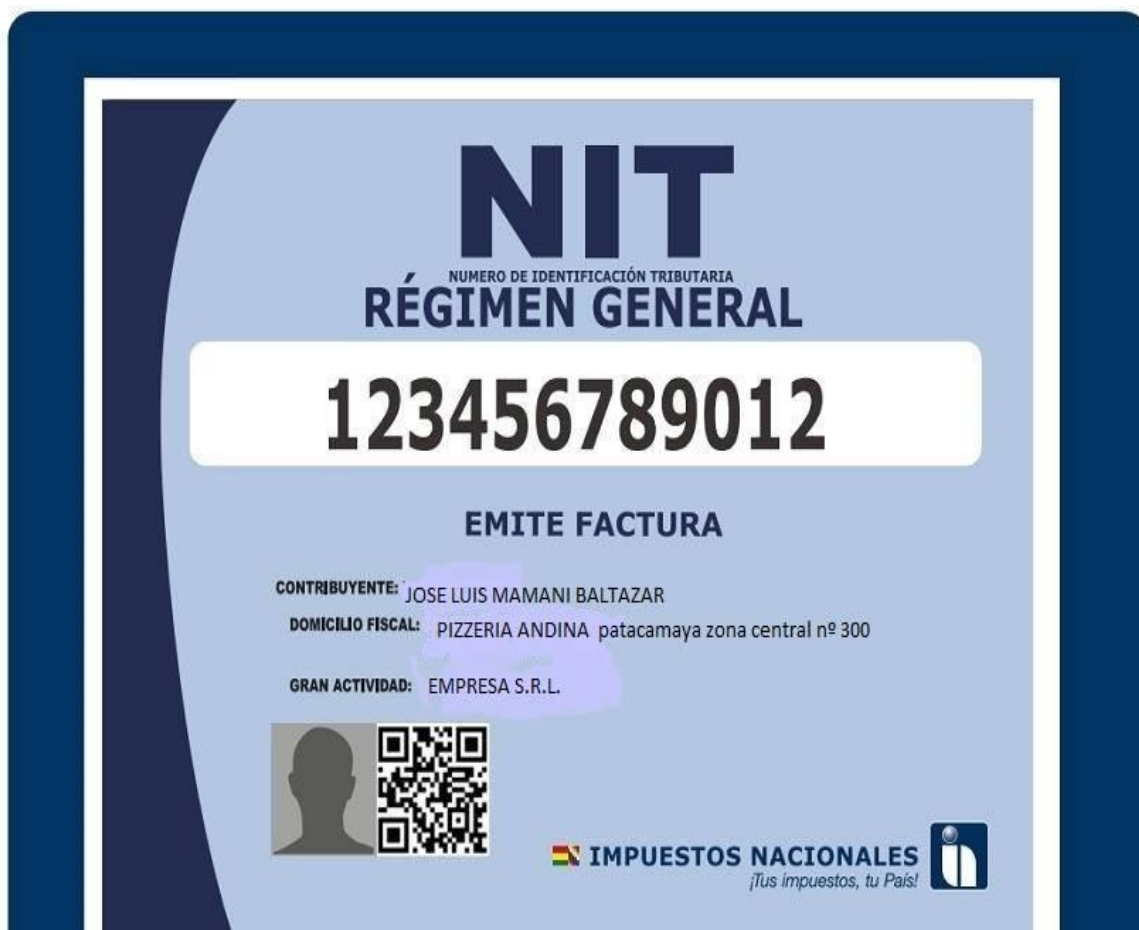 NIT
NUMERO DE IDENTIFICACIÓN TRIBUTARIA
RÉGIMEN GENERAL
123456789012
EMITE FACTURA
CONTRIBUYENTE: JOSE LUIS MAMANI BALTAZAR
DOMICILIO FISCAL: PIZZERIA ANDINA patacamaya zona central nº 300
GRAN ACTIVIDAD: EMPRESA S.R.L.
IMPUESTOS NACIONALES
¡Tus impuestos, tu País!